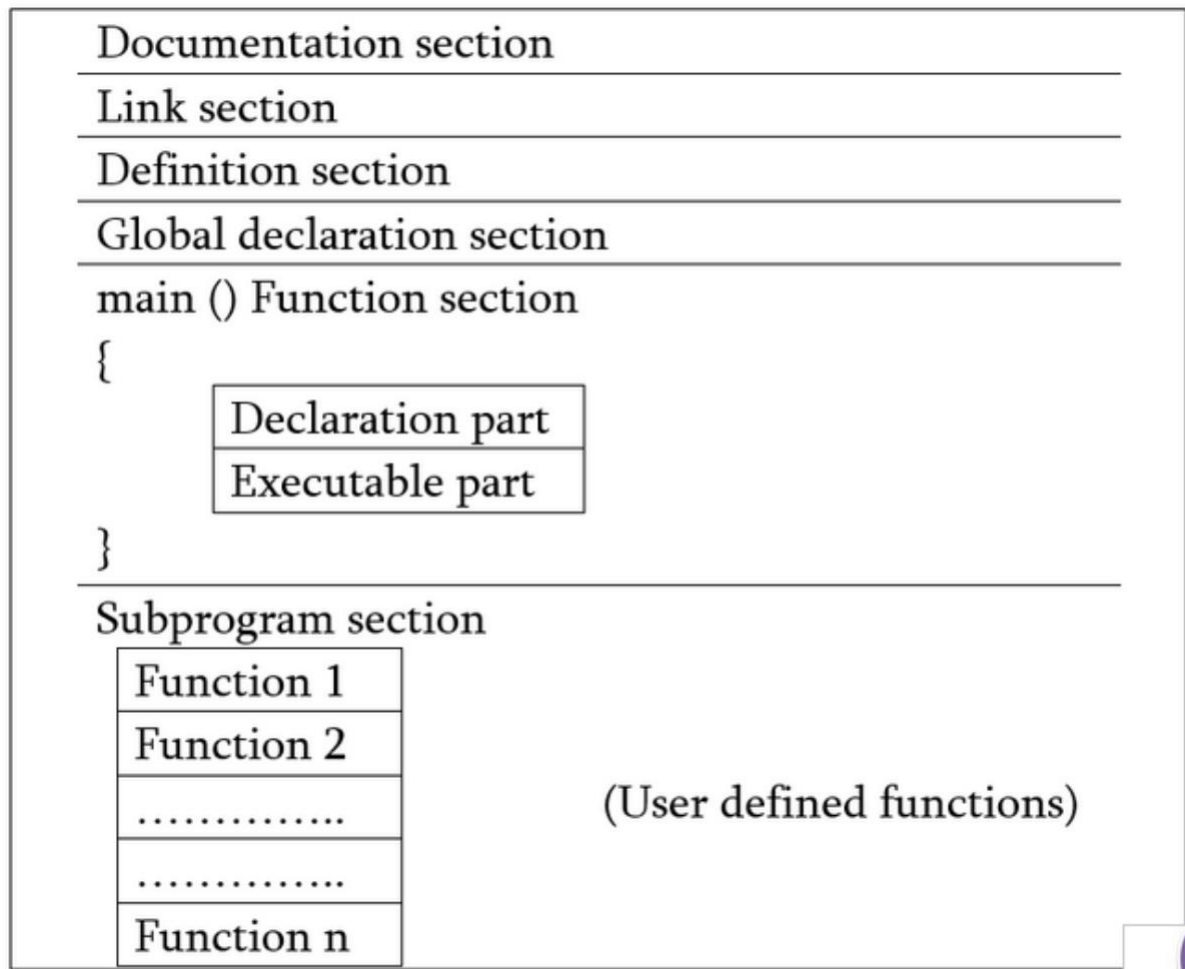 Documentation section
Link section
Definition section
Global declaration section
main () Function section
{
Declaration part
Executable part
}
Subprogram section
Function 1
Function 2
…………..
(User defined functions)
…………..
Function n